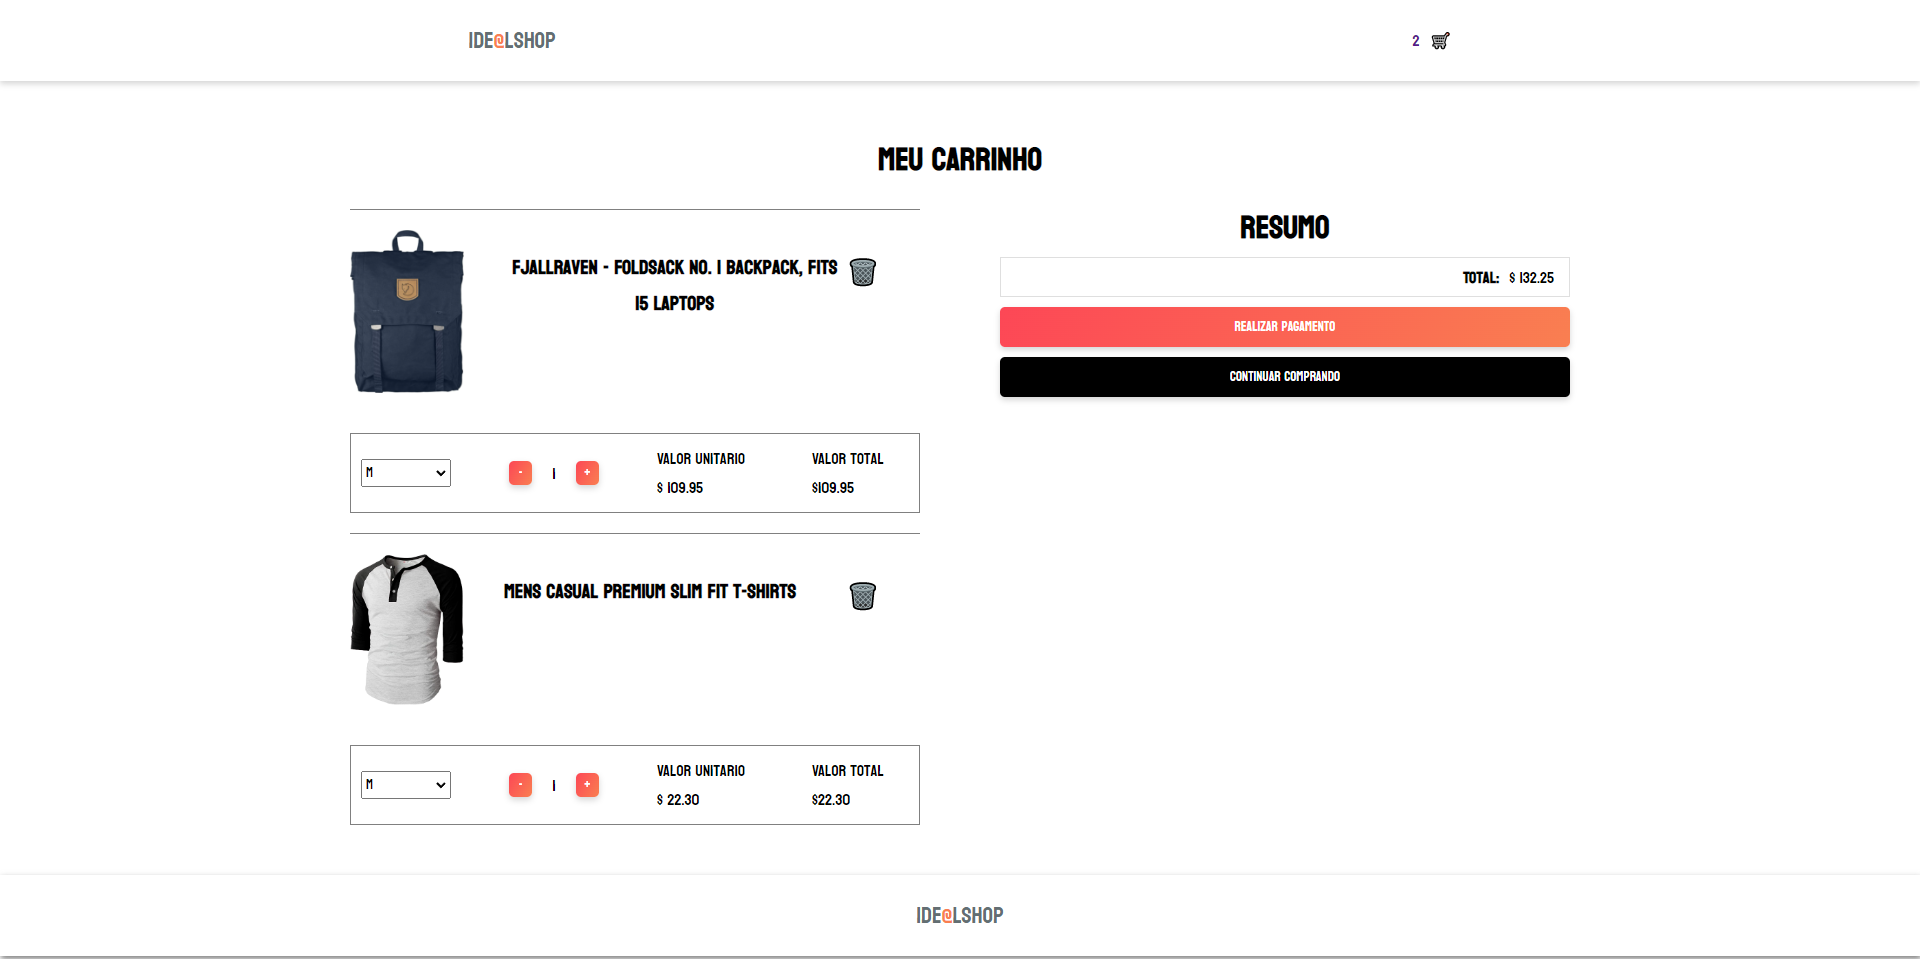 IDE@LSHOP
2
MEU CARRINHO
FJALLRAVEN - FOLDSACK NO. 1 BACKPACK, FITS
15 LAPTOPS
M
-
1
+
VALOR UNITARIO
$ 109.95
VALOR TOTAL
$109.95
MENS CASUAL PREMIUM SLIM FIT T-SHIRTS
M
-
1
+
VALOR UNITARIO
$ 22.30
VALOR TOTAL
$22.30
RESUMO
TOTAL: $ 132.25
REALIZAR PAGAMENTO
CONTINUAR COMPRANDO
IDE@LSHOP